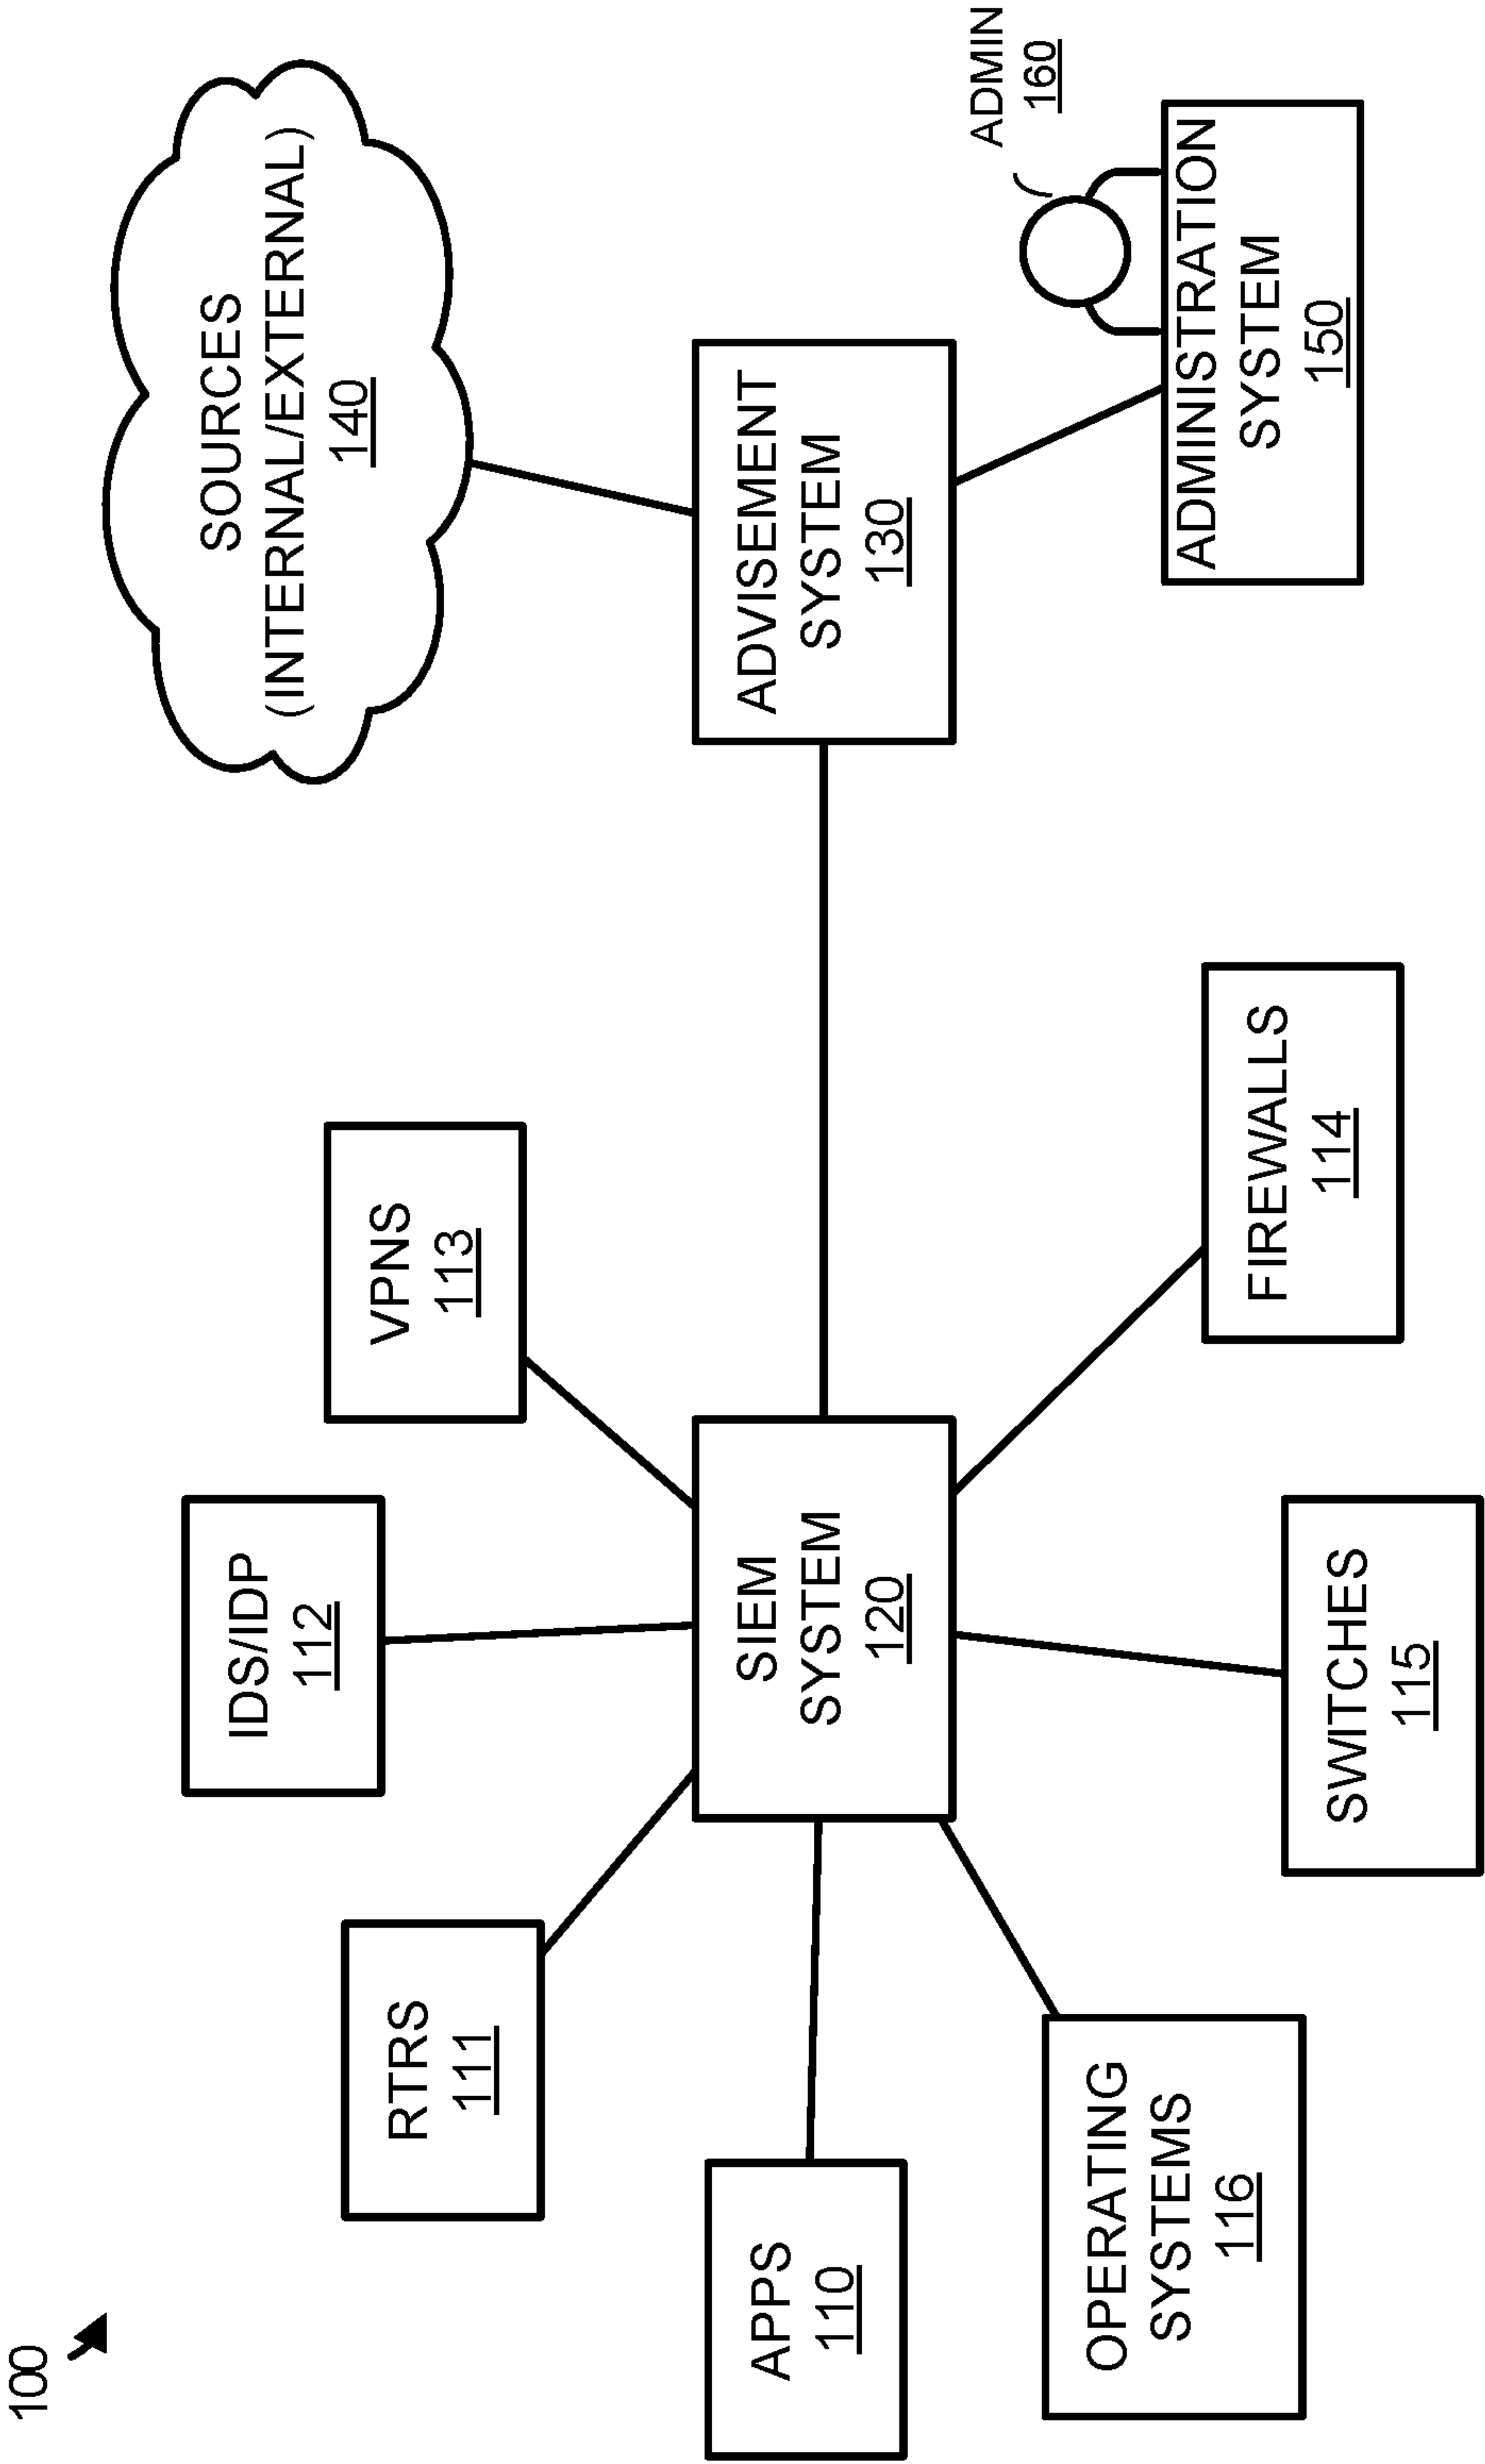 100
RTRS
111
IDS/IDP
112
VPNS
113
SOURCES
(INTERNAL/EXTERNAL)
140
APPS
110
SIEM
SYSTEM
120
ADVISEMENT
SYSTEM
130
ADMIN
160
OPERATING
SYSTEMS
116
SWITCHES
115
FIREWALLS
114
ADMINISTRATION
SYSTEM
150